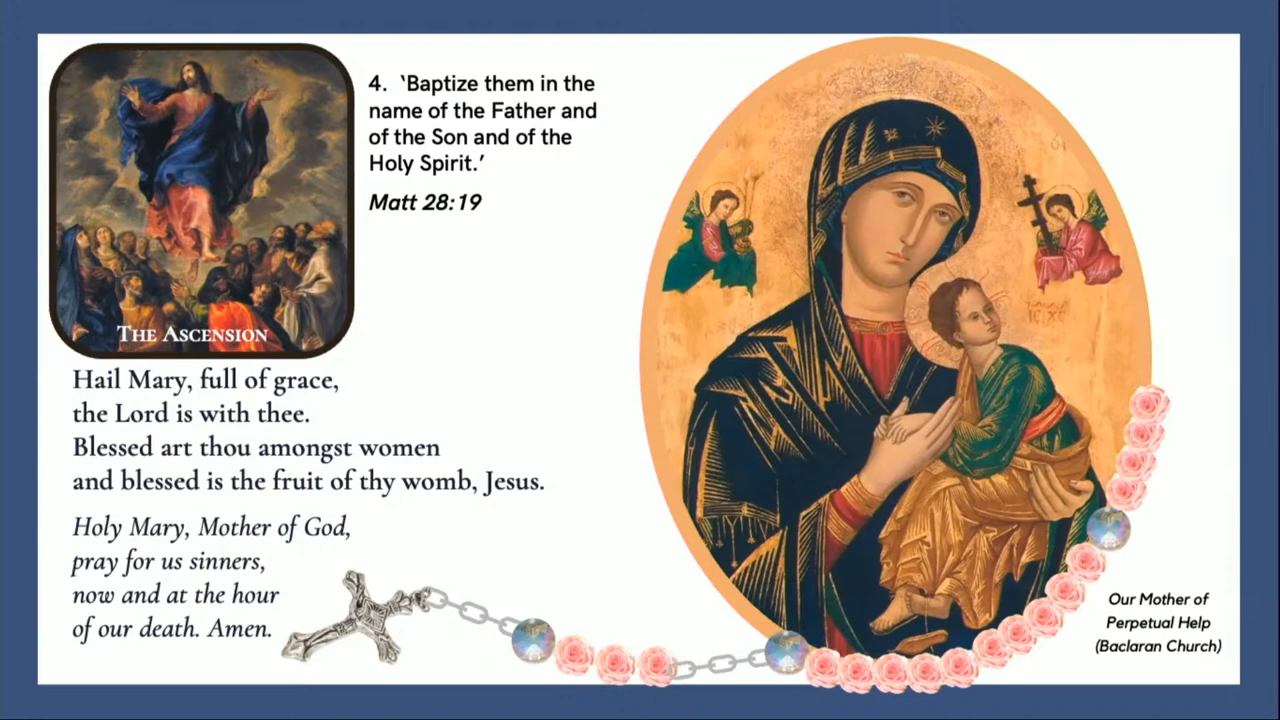 The Ascension
4. ‘Baptize them in the
name of the Father and
of the Son and of the
Holy Spirit.’
Matt 28:19
Hail Mary, full of grace,
the Lord is with thee.
Blessed art thou amongst women
and blessed is the fruit of thy womb, Jesus.
Holy Mary, Mother of God,
pray for us sinners,
now and at the hour
of our death. Amen.
Our Mother of
Perpetual Help
(Baclaran Church)